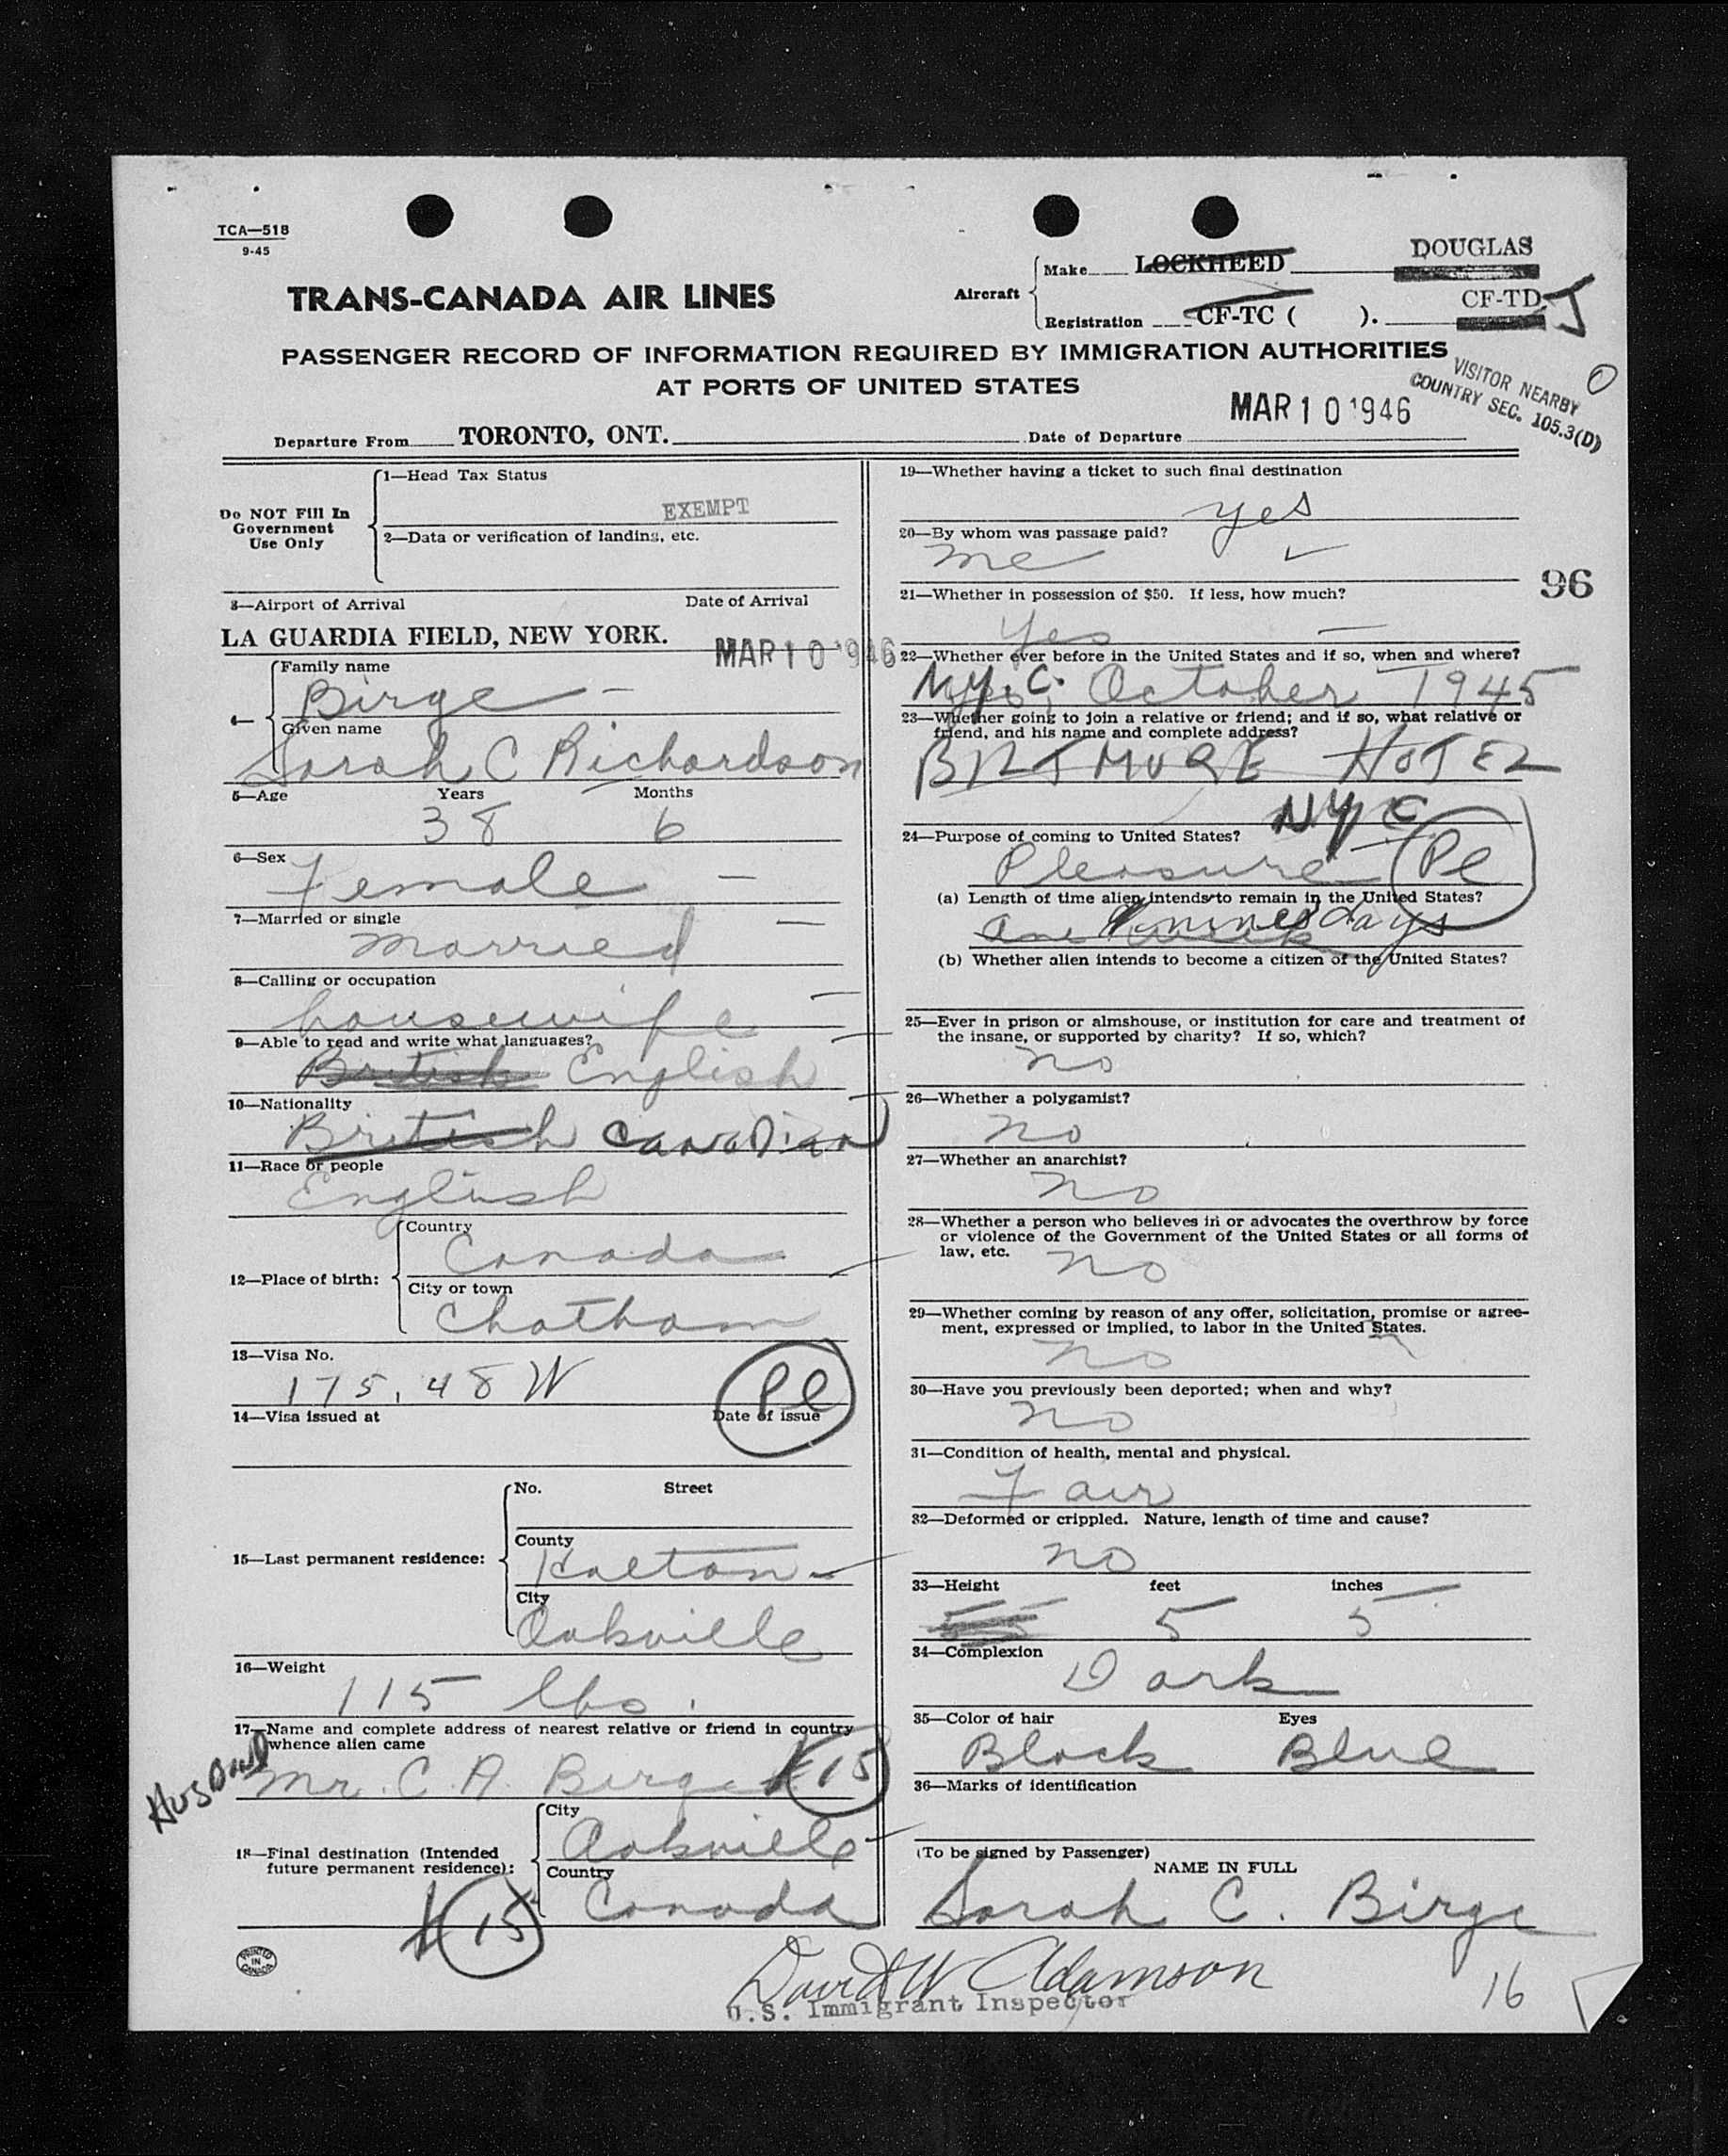 TCA—518
9-45
TRANS-CANADA AIR LINES
Aircraft
Make LOCKHEED DOUGLAS
Registration CF-TC ( ). CF-TD J
PASSENGER RECORD OF INFORMATION REQUIRED BY IMMIGRATION AUTHORITIES
AT PORTS OF UNITED STATES
VISITOR NEARBY
COUNTRY SEC. 105.3(D)
Departure From TORONTO, ONT. Date of Departure MAR 10 1946
Do NOT Fill In
Government
Use Only
1—Head Tax Status
EXEMPT
2—Data or verification of landing, etc.
3—Airport of Arrival Date of Arrival
LA GUARDIA FIELD, NEW YORK. MAR 10 1946
4—
Family name
Birge
Given name
Sarah C Richardson
5—Age Years Months
38 6
6—Sex
Female
7—Married or single
married
8—Calling or occupation
housewife
9—Able to read and write what languages?
British English
10—Nationality
British Canadian
11—Race or people
English
12—Place of birth:
Country
Canada
City or town
Chatham
13—Visa No.
175.48 W
14—Visa issued at Date of issue
Pl
15—Last permanent residence:
No. Street
County
Halton
City
Oakville
16—Weight
115 lbs.
17—Name and complete address of nearest relative or friend in country
whence alien came
Husband
Mr. C. A. Birge K15
18—Final destination (Intended
future permanent residence):
City
Oakville
Country
Canada
K 15
PRINTED
IN
CANADA
19—Whether having a ticket to such final destination
yes
20—By whom was passage paid?
me
96
21—Whether in possession of $50. If less, how much?
Yes
22—Whether ever before in the United States and if so, when and where?
N.Y.C. October 1945
23—Whether going to join a relative or friend; and if so, what relative or
friend, and his name and complete address?
BILTMORE HOTEL
NYC
24—Purpose of coming to United States?
Pleasure Pl
(a) Length of time alien intends to remain in the United States?
one week nine days
(b) Whether alien intends to become a citizen of the United States?
25—Ever in prison or almshouse, or institution for care and treatment of
the insane, or supported by charity? If so, which?
no
26—Whether a polygamist?
no
27—Whether an anarchist?
no
28—Whether a person who believes in or advocates the overthrow by force
or violence of the Government of the United States or all forms of
law, etc.
no
29—Whether coming by reason of any offer, solicitation, promise or agree-
ment, expressed or implied, to labor in the United States.
no
30—Have you previously been deported; when and why?
no
31—Condition of health, mental and physical.
Fair
32—Deformed or crippled. Nature, length of time and cause?
no
33—Height feet inches
5 5
34—Complexion
Dark
35—Color of hair Eyes
Black Blue
36—Marks of identification
(To be signed by Passenger)
NAME IN FULL
Sarah C. Birge
David W Adamson
U.S. Immigrant Inspector
16